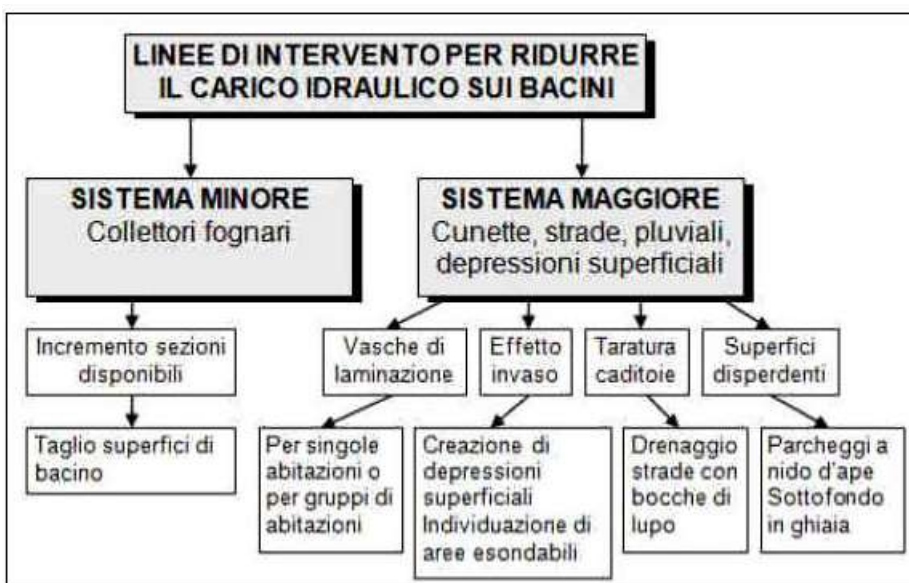 LINEE DI INTERVENTO PER RIDURRE
IL CARICO IDRAULICO SUI BACINI
SISTEMA MINORE
Collettori fognari
SISTEMA MAGGIORE
Cunette, strade, pluviali,
depressioni superficiali
Incremento sezioni
disponibili
Vasche di
laminazione
Effetto
invaso
Taratura
caditoie
Superfici
disperdenti
Taglio superfici di
bacino
Per singole
abitazioni o
per gruppi di
abitazioni
Creazione di
depressioni
superficiali
Individuazione di
aree esondabili
Drenaggio
strade con
bocche di
lupo
Parcheggi a
nido d'ape
Sottofondo
in ghiaia